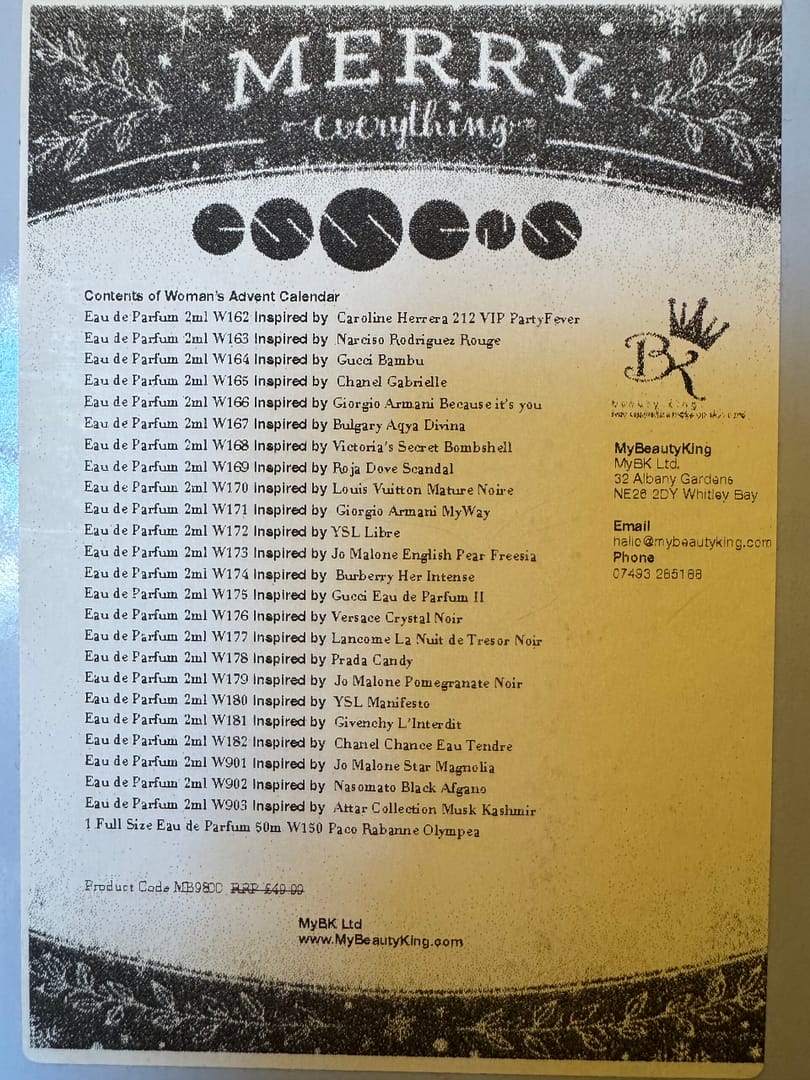 MERRY
everything
ESSENS
Contents of Woman's Advent Calendar
Eau de Parfum 2ml W162 Inspired by Caroline Herrera 212 VIP PartyFever
Eau de Parfum 2ml W163 Inspired by Narciso Rodriguez Rouge
Eau de Parfum 2ml W164 Inspired by Gucci Bambu
Eau de Parfum 2ml W165 Inspired by Chanel Gabrielle
Eau de Parfum 2ml W166 Inspired by Giorgio Armani Because it's you
Eau de Parfum 2ml W167 Inspired by Bulgary Aqya Divina
Eau de Parfum 2ml W168 Inspired by Victoria's Secret Bombshell
Eau de Parfum 2ml W169 Inspired by Roja Dove Scandal
Eau de Parfum 2ml W170 Inspired by Louis Vuitton Mature Noire
Eau de Parfum 2ml W171 Inspired by Giorgio Armani MyWay
Eau de Parfum 2ml W172 Inspired by YSL Libre
Eau de Parfum 2ml W173 Inspired by Jo Malone English Pear Freesia
Eau de Parfum 2ml W174 Inspired by Burberry Her Intense
Eau de Parfum 2ml W175 Inspired by Gucci Eau de Parfum II
Eau de Parfum 2ml W176 Inspired by Versace Crystal Noir
Eau de Parfum 2ml W177 Inspired by Lancome La Nuit de Tresor Noir
Eau de Parfum 2ml W178 Inspired by Prada Candy
Eau de Parfum 2ml W179 Inspired by Jo Malone Pomegranate Noir
Eau de Parfum 2ml W180 Inspired by YSL Manifesto
Eau de Parfum 2ml W181 Inspired by Givenchy L'Interdit
Eau de Parfum 2ml W182 Inspired by Chanel Chance Eau Tendre
Eau de Parfum 2ml W901 Inspired by Jo Malone Star Magnolia
Eau de Parfum 2ml W902 Inspired by Nasomato Black Afgano
Eau de Parfum 2ml W903 Inspired by Attar Collection Musk Kashmir
1 Full Size Eau de Parfum 50m W150 Paco Rabanne Olympea
BK
beauty king
MyBeautyKing
MyBK Ltd.
32 Albany Gardens
NE26 2DY Whitley Bay
Email
halic@mybeautyking.com
Phone
07493 285188
Product Code MB9800 RRP £49.99
MyBK Ltd
www.MyBeautyKing.com